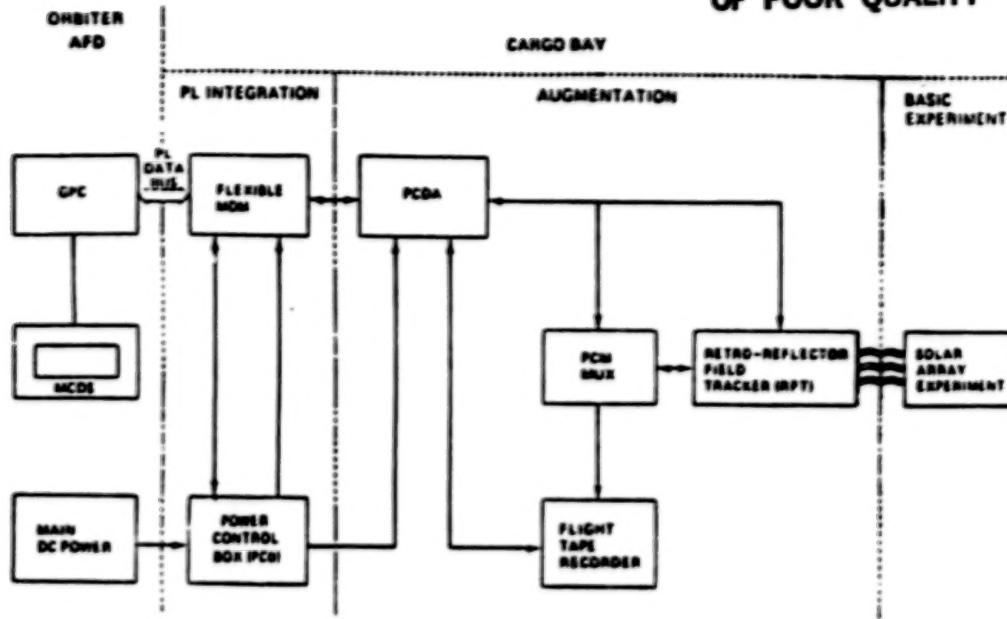 OF POOR QUALITY
ORBITER
AFD
CARGO BAY
PL INTEGRATION
AUGMENTATION
BASIC
EXPERIMENT
GPC
PL
DATA
BUS
FLEXIBLE
MDM
PCDA
MCDS
PCM
MUX
RETRO-REFLECTOR
FIELD
TRACKER (RFT)
SOLAR
ARRAY
EXPERIMENT
MAIN
DC POWER
POWER
CONTROL
BOX (PCB)
FLIGHT
TAPE
RECORDER